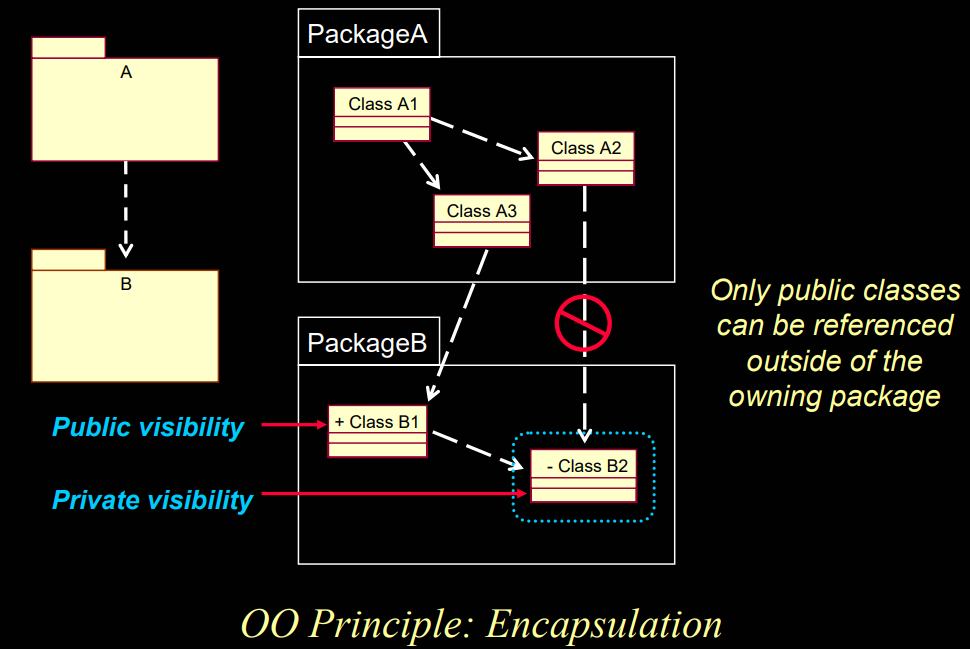 A
B
PackageA
Class A1
Class A2
Class A3
PackageB
+ Class B1
- Class B2
Public visibility
Private visibility
Only public classes
can be referenced
outside of the
owning package
OO Principle: Encapsulation